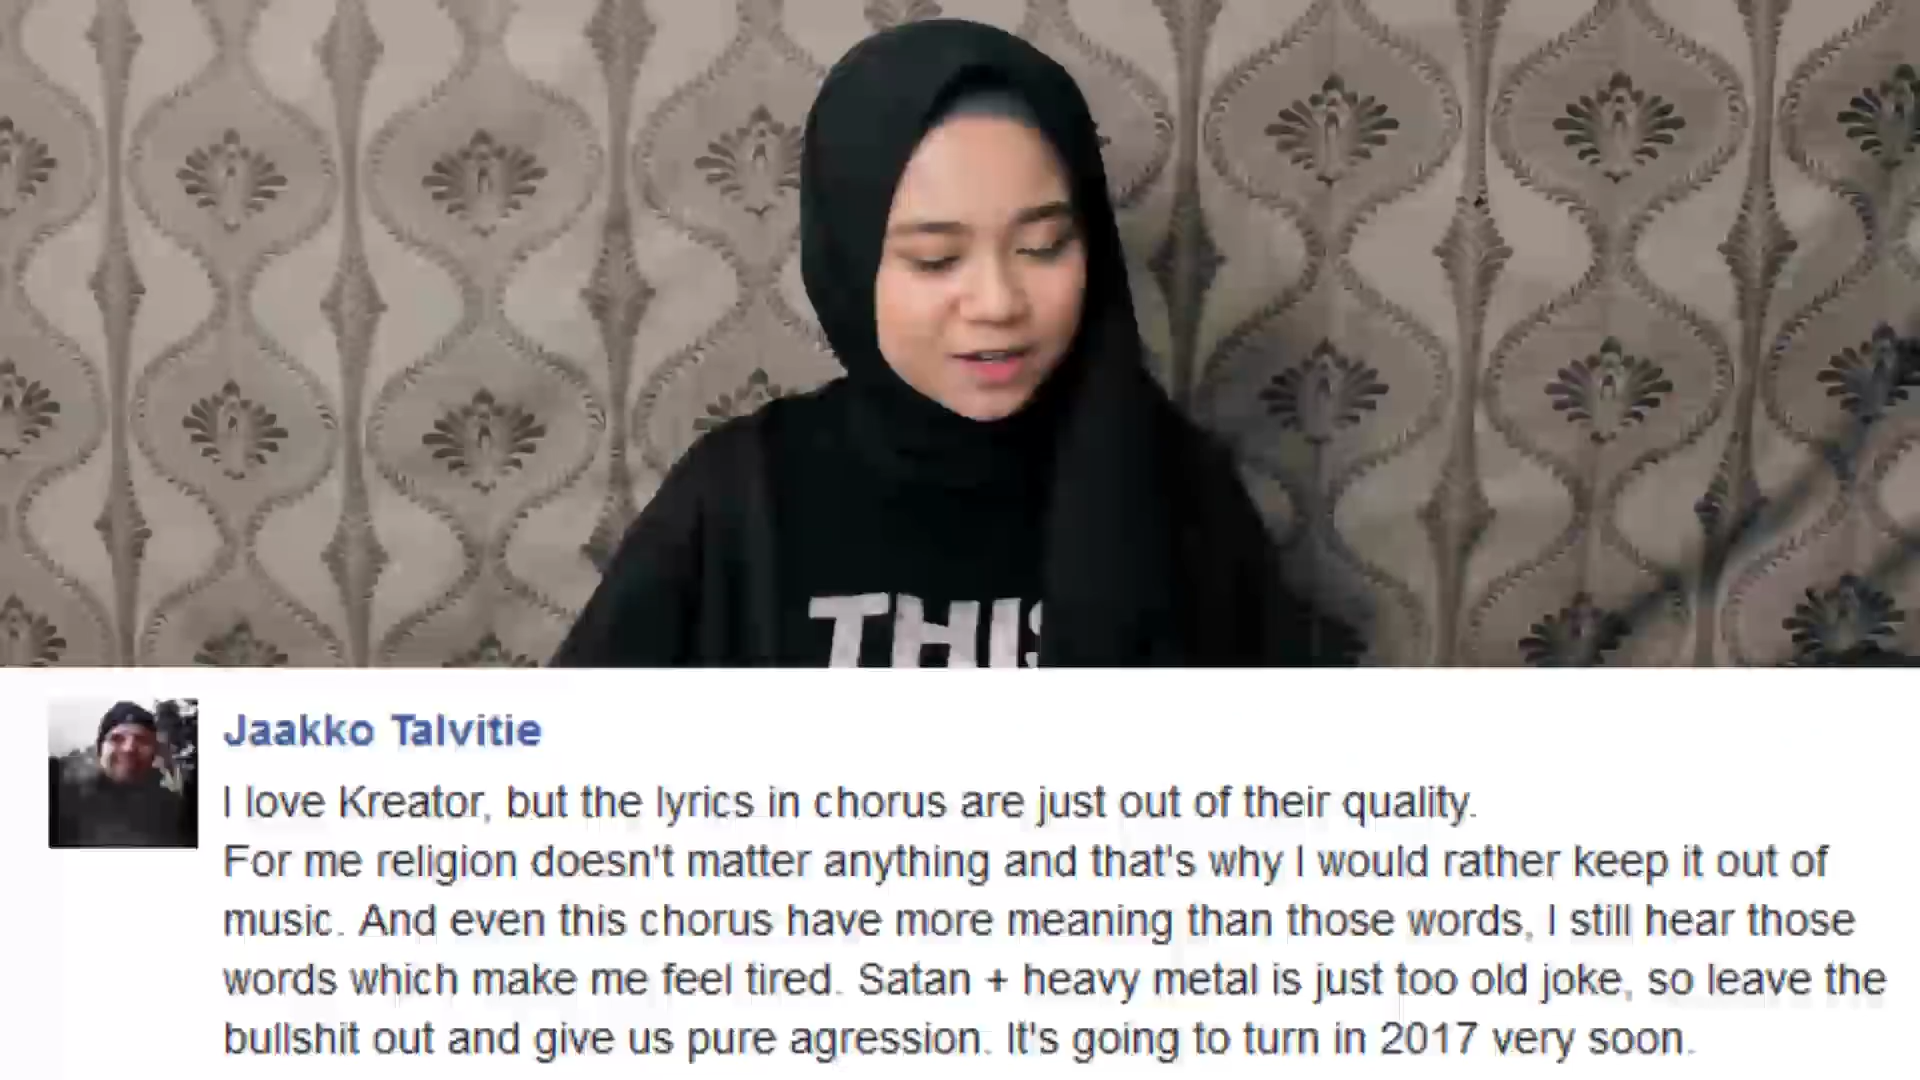 THI
Jaakko Talvitie
I love Kreator, but the lyrics in chorus are just out of their quality.
For me religion doesn't matter anything and that's why I would rather keep it out of
music. And even this chorus have more meaning than those words, I still hear those
words which make me feel tired. Satan + heavy metal is just too old joke, so leave the
bullshit out and give us pure agression. It's going to turn in 2017 very soon.